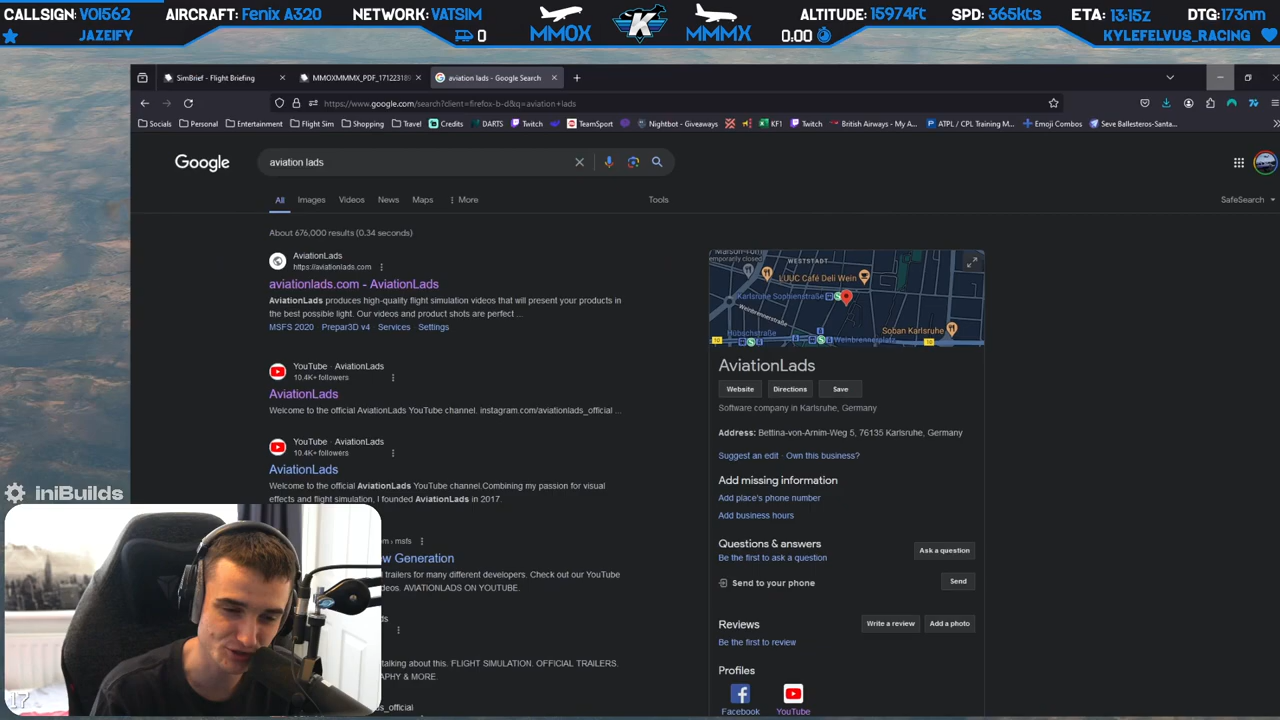 CALLSIGN: VOI562
AIRCRAFT: Fenix A320
NETWORK: VATSIM
ALTITUDE: 15974ft
SPD: 365kts
ETA: 13:15z
DTG: 173nm
JAZEIFY
0
MMOX
K
MMMX
0:00
KYLEFELVUS_RACING
SimBrief - Flight Briefing
MMOXMMMX_PDF_171223189
aviation lads - Google Search
https://www.google.com/search?client=firefox-b-d&q=aviation+lads
Socials
Personal
Entertainment
Flight Sim
Shopping
Travel
Credits
DARTS
Twitch
TeamSport
Nightbot - Giveaways
KF1
Twitch
British Airways - My A...
ATPL / CPL Training M...
Emoji Combos
Seve Ballesteros-Santa...
Google
aviation lads
All
Images
Videos
News
Maps
More
Tools
SafeSearch
About 676,000 results (0.34 seconds)
AviationLads
https://aviationlads.com
aviationlads.com - AviationLads
AviationLads produces high-quality flight simulation videos that will present your products in
the best possible light. Our videos and product shots are perfect ...
MSFS 2020
Prepar3D v4
Services
Settings
YouTube · AviationLads
10.4K+ followers
AviationLads
Welcome to the official AviationLads YouTube channel. instagram.com/aviationlads_official ...
YouTube · AviationLads
10.4K+ followers
AviationLads
Welcome to the official AviationLads YouTube channel.Combining my passion for visual
effects and flight simulation, I founded AviationLads in 2017.
iniBuilds
› msfs
w Generation
trailers for many different developers. Check out our YouTube
deos. AVIATIONLADS ON YOUTUBE.
talking about this. FLIGHT SIMULATION. OFFICIAL TRAILERS.
APHY & MORE.
s_official
17
WESTSTADT
emporarily closed
LUUC Café Deli Wein
Karlsruhe Sophienstraße
Weinbrennerstraße
Hübschstraße
Weinbrennerplatz
Soban Karlsruhe
AviationLads
Website
Directions
Save
Software company in Karlsruhe, Germany
Address: Bettina-von-Arnim-Weg 5, 76135 Karlsruhe, Germany
Suggest an edit · Own this business?
Add missing information
Add place's phone number
Add business hours
Questions & answers
Be the first to ask a question
Ask a question
Send to your phone
Send
Reviews
Be the first to review
Write a review
Add a photo
Profiles
Facebook
YouTube